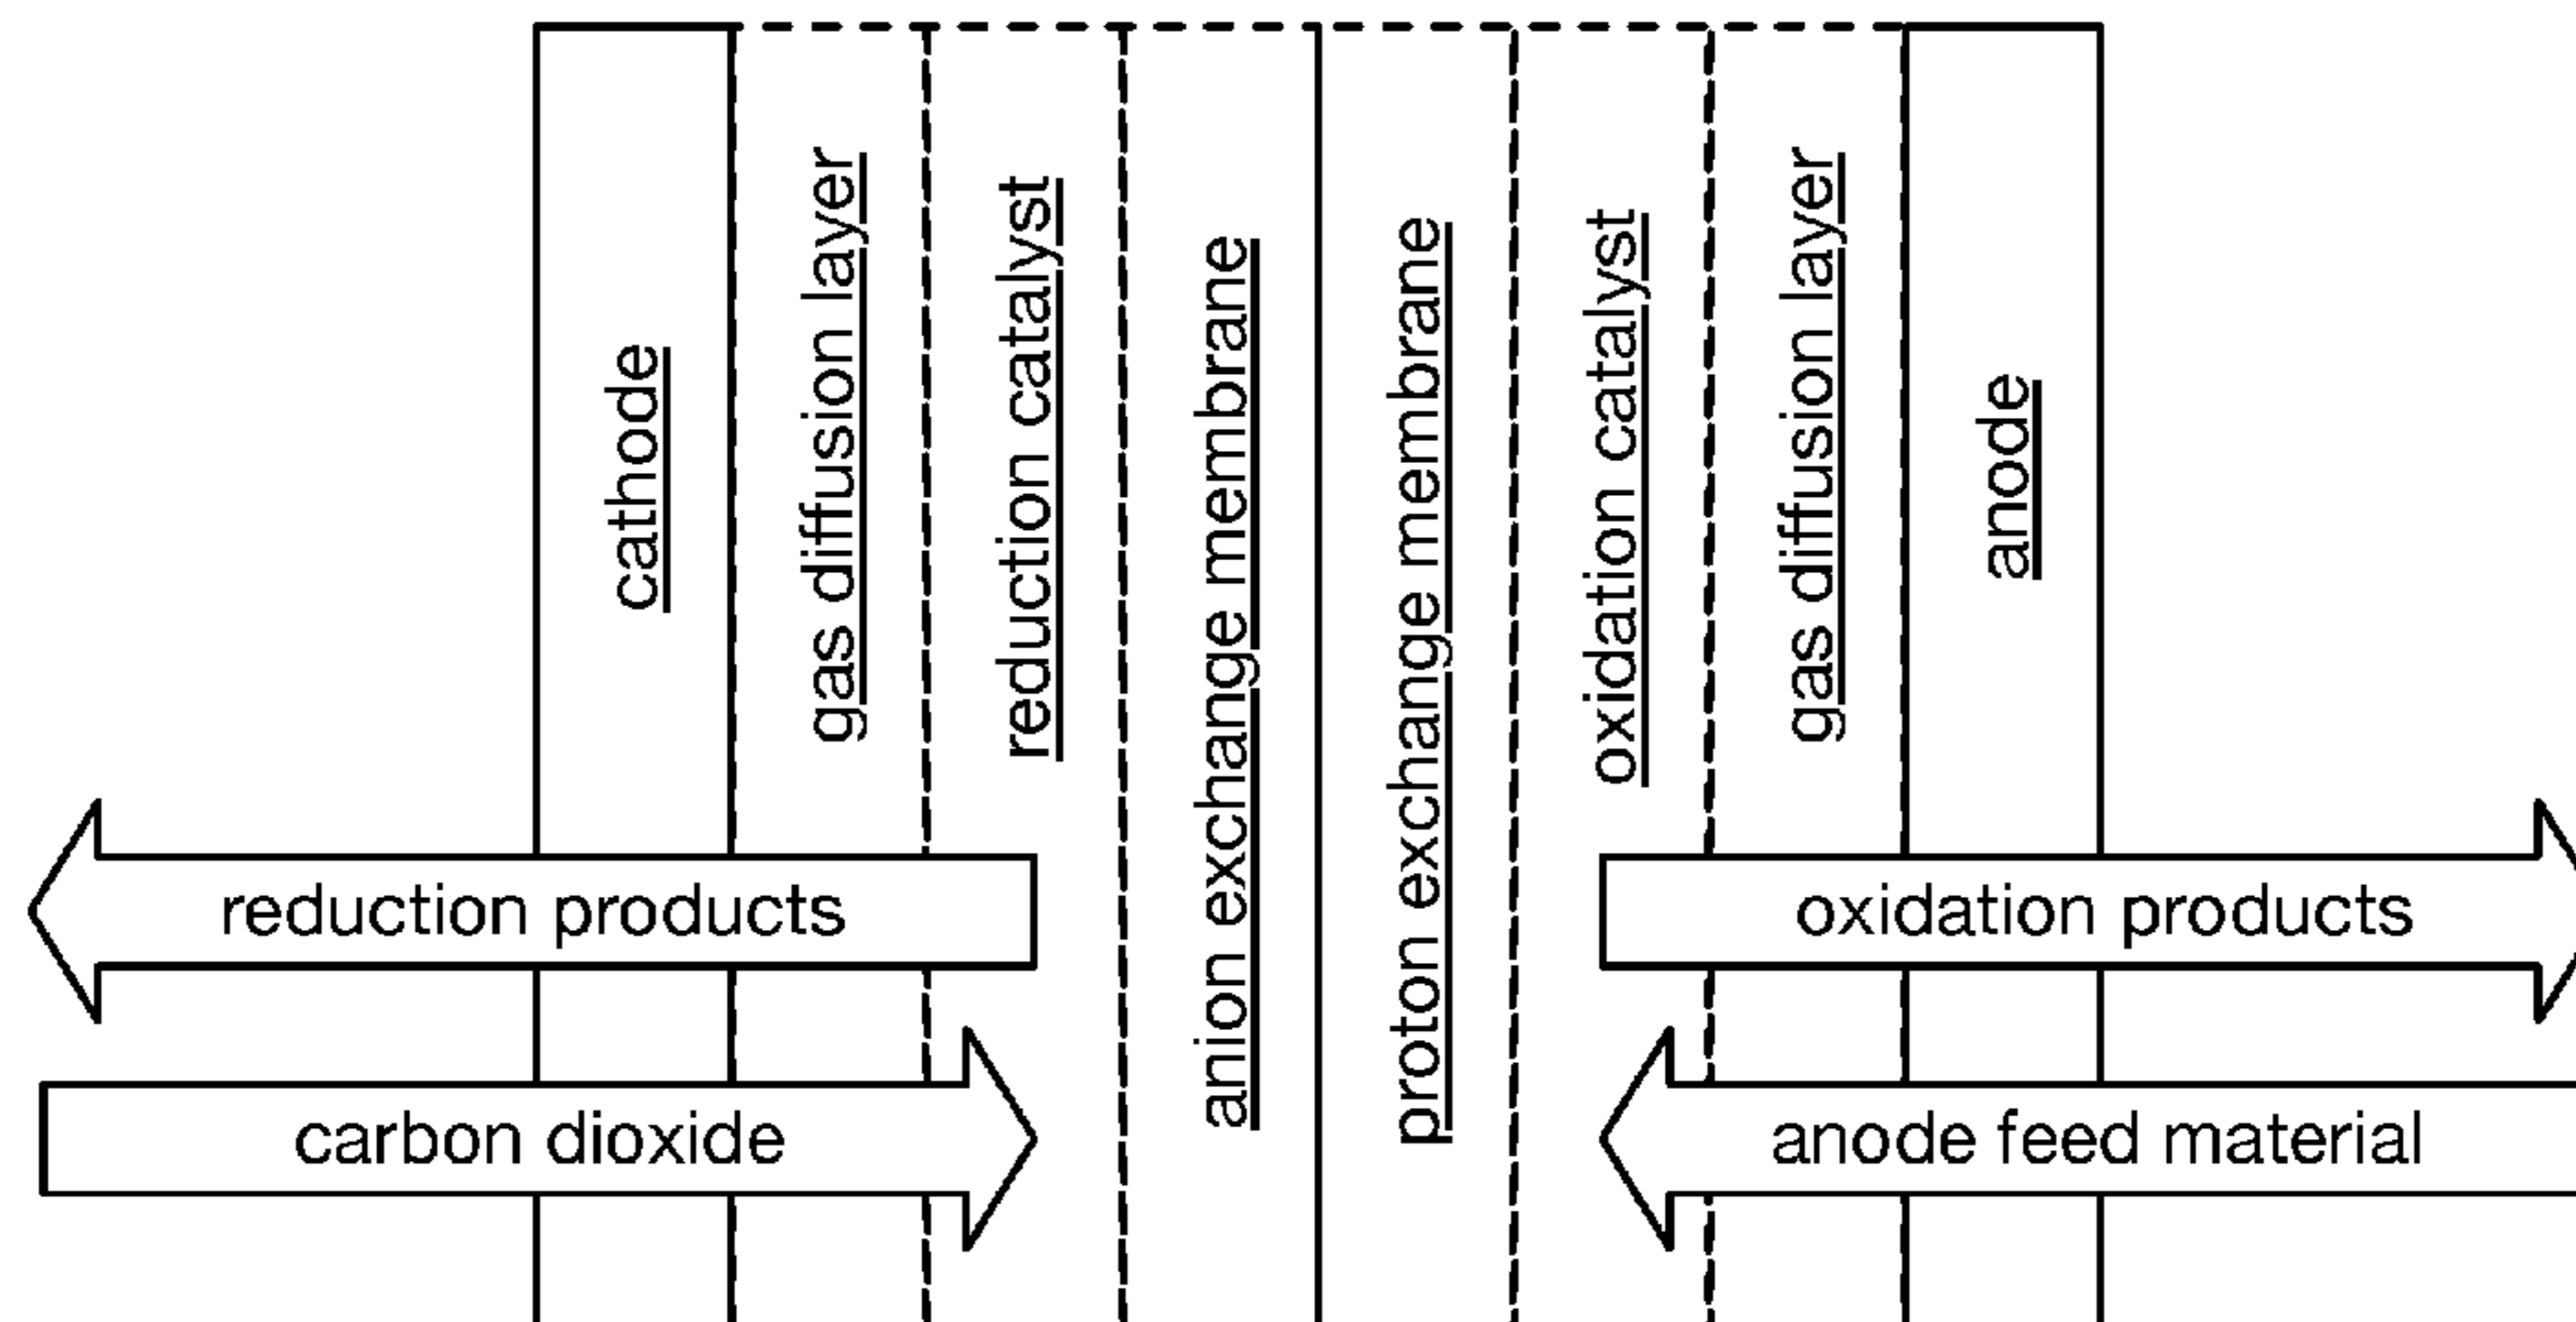 cathode
gas diffusion layer
reduction catalyst
anion exchange membrane
proton exchange membrane
oxidation catalyst
gas diffusion layer
anode
reduction products
oxidation products
carbon dioxide
anode feed material